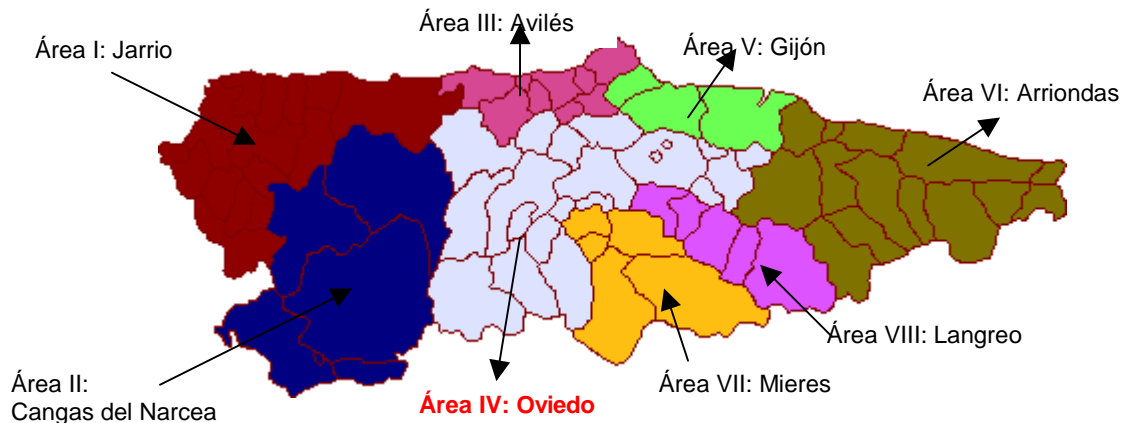 Área III: Avilés
Área I: Jarrio
Área V: Gijón
Área VI: Arriondas
Área VIII: Langreo
Área II:
Cangas del Narcea
Área VII: Mieres
Área IV: Oviedo